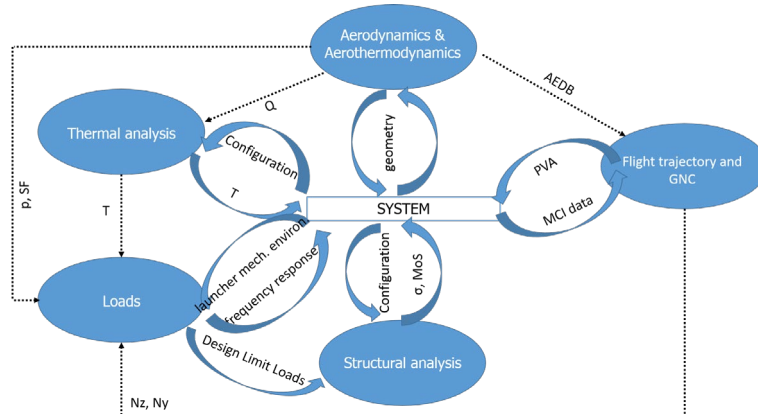 Aerodynamics &
Aerothermodynamics
p, SF
Q
AEDB
Thermal analysis
Configuration
T
geometry
PVA
MCI data
Flight trajectory and
GNC
SYSTEM
T
launcher mech. environ.
frequency response
Configuration
σ, MoS
Loads
Design Limit Loads
Structural analysis
Nz, Ny